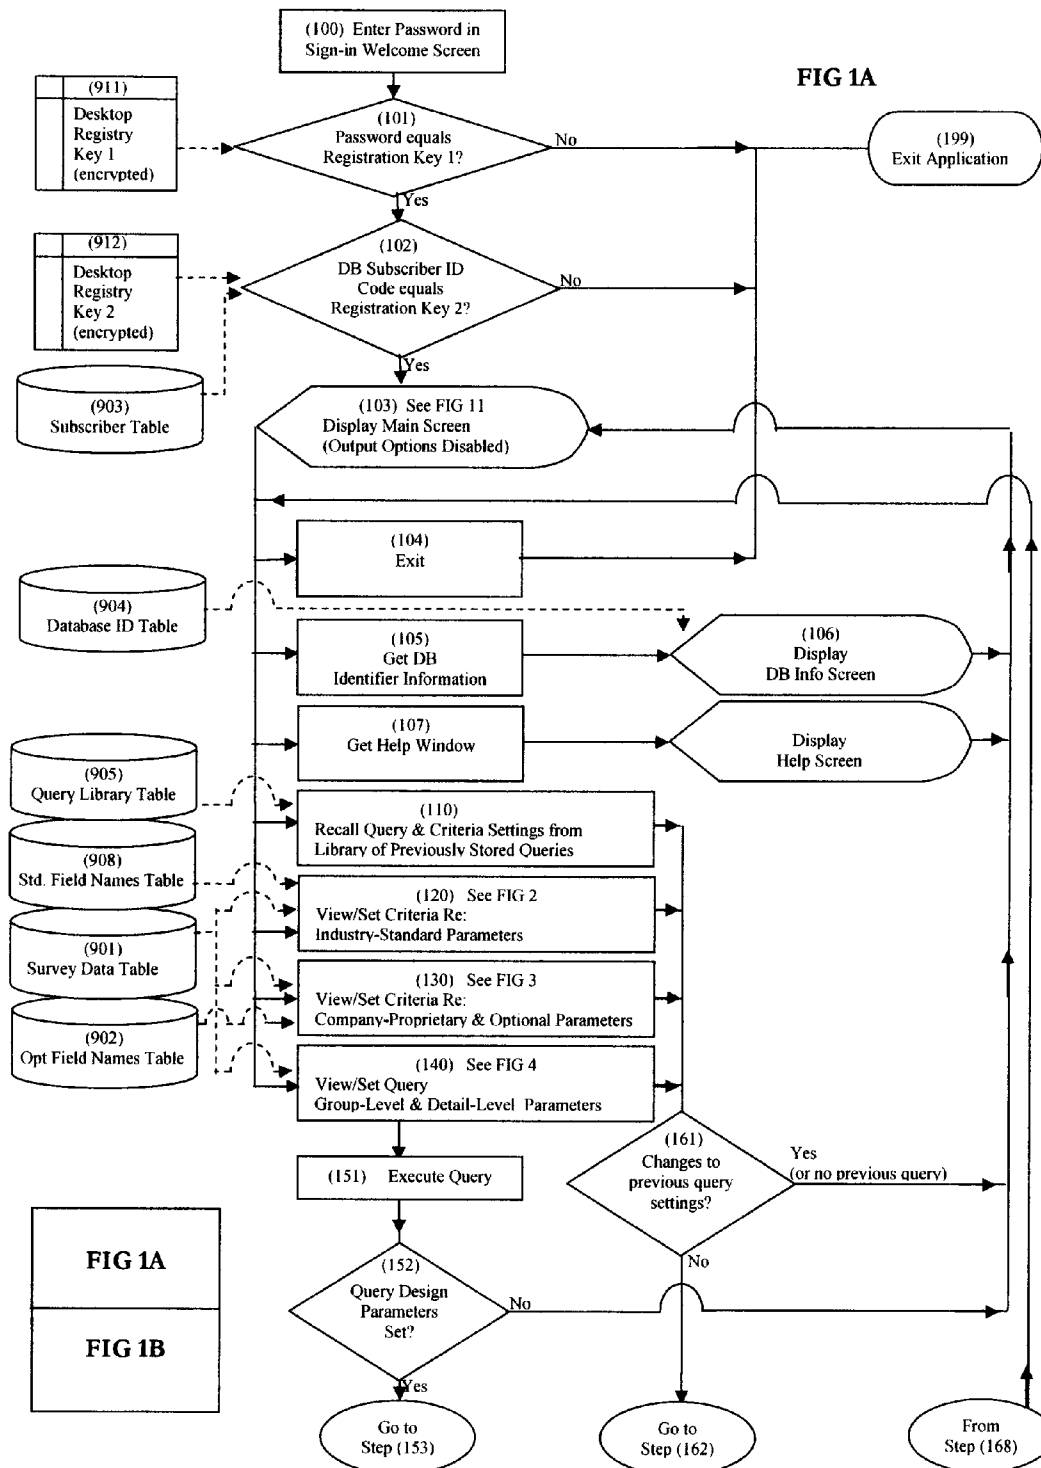 (100) Enter Password in
Sign-in Welcome Screen
FIG 1A
(911)
Desktop
Registry
Key 1
(encrypted)
(101)
Password equals
Registration Key 1?
No
(199)
Exit Application
Yes
(912)
Desktop
Registry
Key 2
(encrypted)
(102)
DB Subscriber ID
Code equals
Registration Key 2?
No
Yes
(903)
Subscriber Table
(103) See FIG 11
Display Main Screen
(Output Options Disabled)
(104)
Exit
(904)
Database ID Table
(105)
Get DB
Identifier Information
(106)
Display
DB Info Screen
(107)
Get Help Window
Display
Help Screen
(905)
Query Library Table
(110)
Recall Query & Criteria Settings from
Library of Previously Stored Queries
(908)
Std. Field Names Table
(120) See FIG 2
View/Set Criteria Re:
Industry-Standard Parameters
(901)
Survey Data Table
(130) See FIG 3
View/Set Criteria Re:
Company-Proprietary & Optional Parameters
(902)
Opt Field Names Table
(140) See FIG 4
View/Set Query
Group-Level & Detail-Level Parameters
(161)
Changes to
previous query
settings?
Yes
(or no previous query)
No
(151) Execute Query
(152)
Query Design
Parameters
Set?
No
Yes
FIG 1A
FIG 1B
Go to
Step (153)
Go to
Step (162)
From
Step (168)